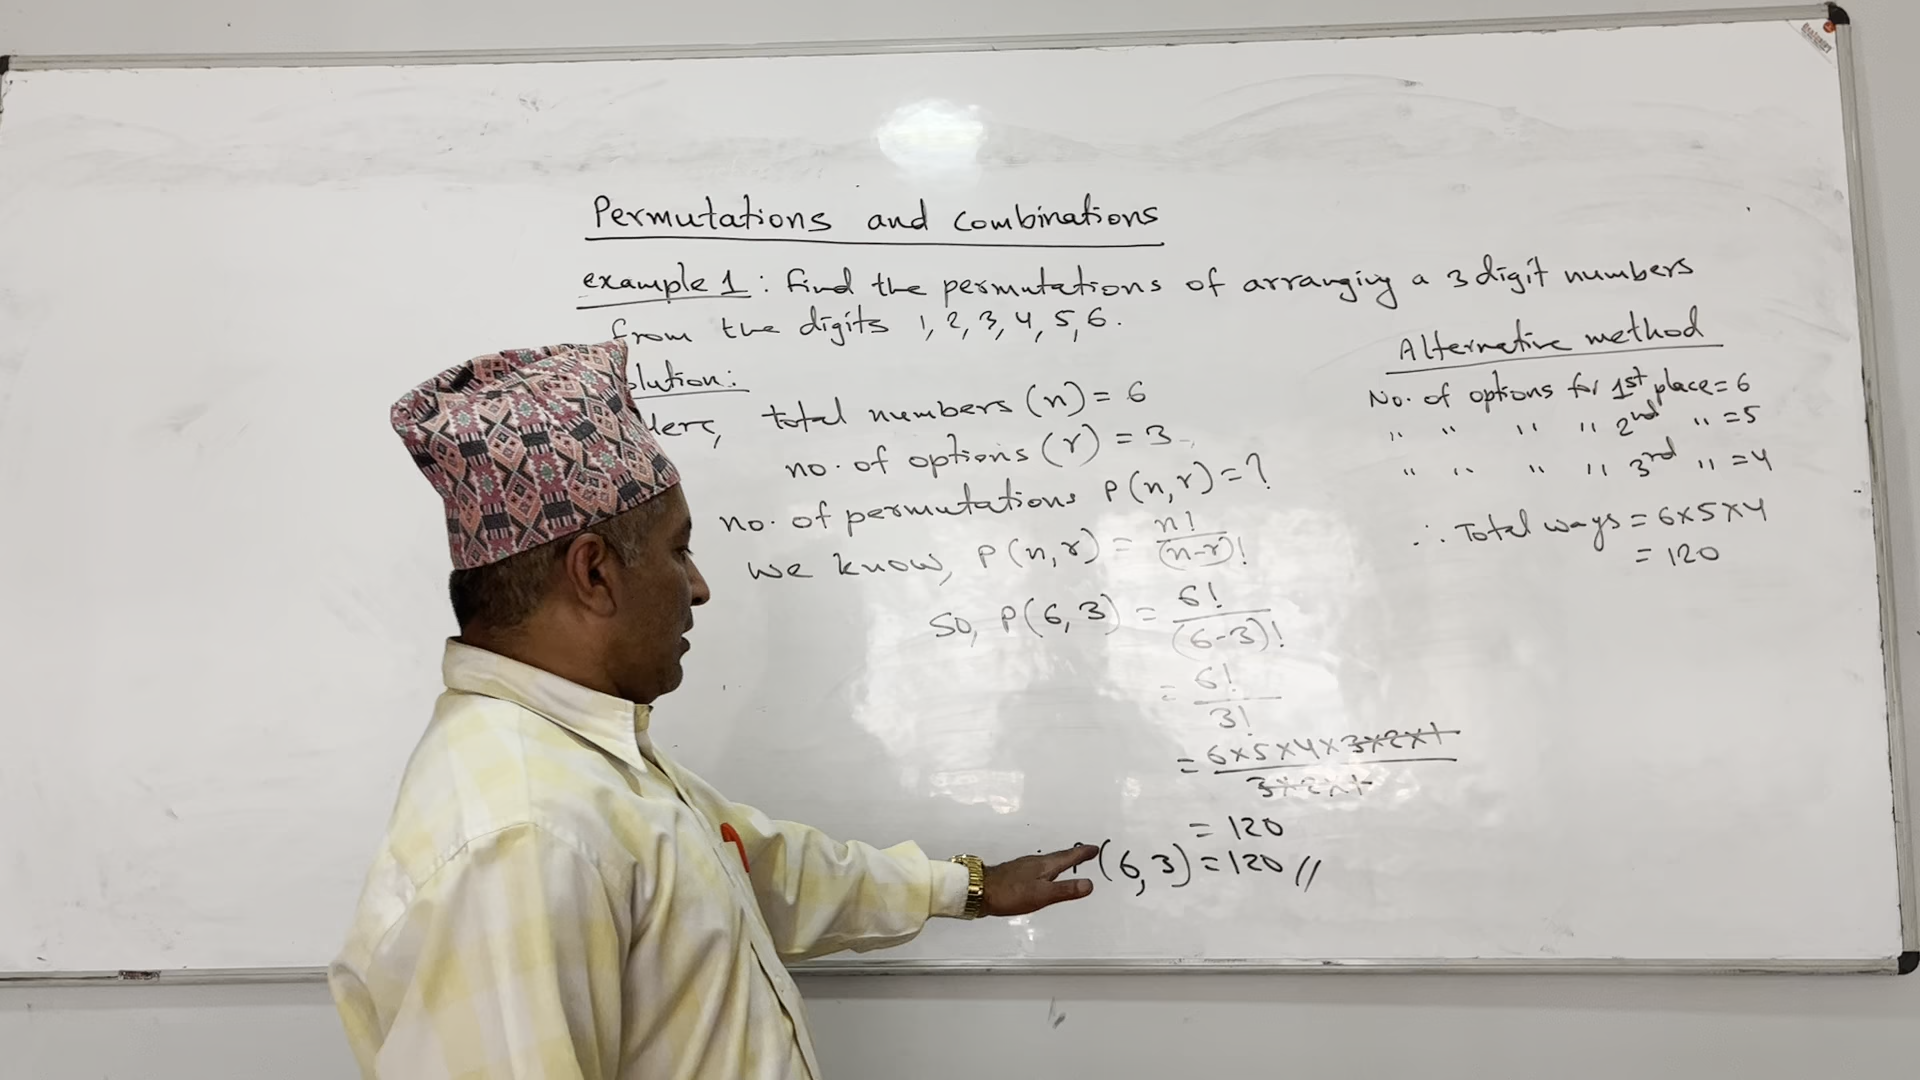 Permutations and Combinations
example 1: Find the permutations of arranging a 3 digit numbers
from the digits 1, 2, 3, 4, 5, 6.
olution:
Here, total numbers (n) = 6
no. of options (r) = 3
no. of permutations P(n,r) = ?
we know, P(n,r) = n!/(n-r)!
So, P(6,3) = 6!/(6-3)!
= 6!/3!
= 6×5×4×3×2×1/3×2×1
= 120
P(6,3) = 120 //
Alternative method
No. of options for 1st place = 6
" " " " 2nd " = 5
" " " " 3rd " = 4
∴ Total ways = 6×5×4
= 120